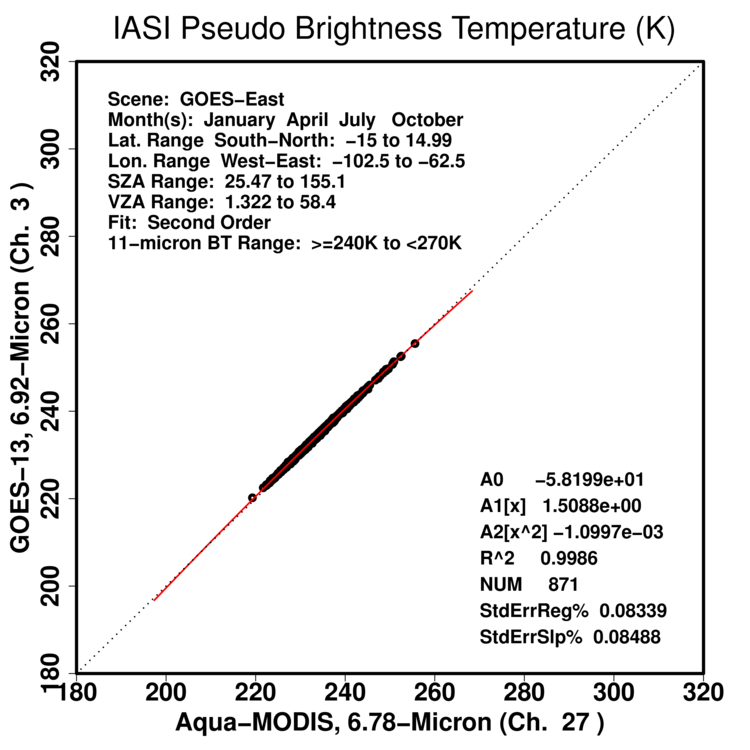 IASI Pseudo Brightness Temperature (K)
320
300
280
260
240
220
200
180
GOES−13, 6.92−Micron (Ch.  3 )
Scene:  GOES−East
Month(s):  January  April  July   October
Lat. Range  South−North:  −15 to 14.99
Lon. Range  West−East:  −102.5 to −62.5
SZA Range:  25.47 to 155.1
VZA Range:  1.322 to 58.4
Fit:  Second Order
11−micron BT Range:  >=240K to <270K
A0      −5.8199e+01
A1[x]   1.5088e+00
A2[x^2] −1.0997e−03
R^2     0.9986
NUM     871
StdErrReg%  0.08339
StdErrSlp%  0.08488
180 200 220 240 260 280 300 320
Aqua−MODIS, 6.78−Micron (Ch.  27 )